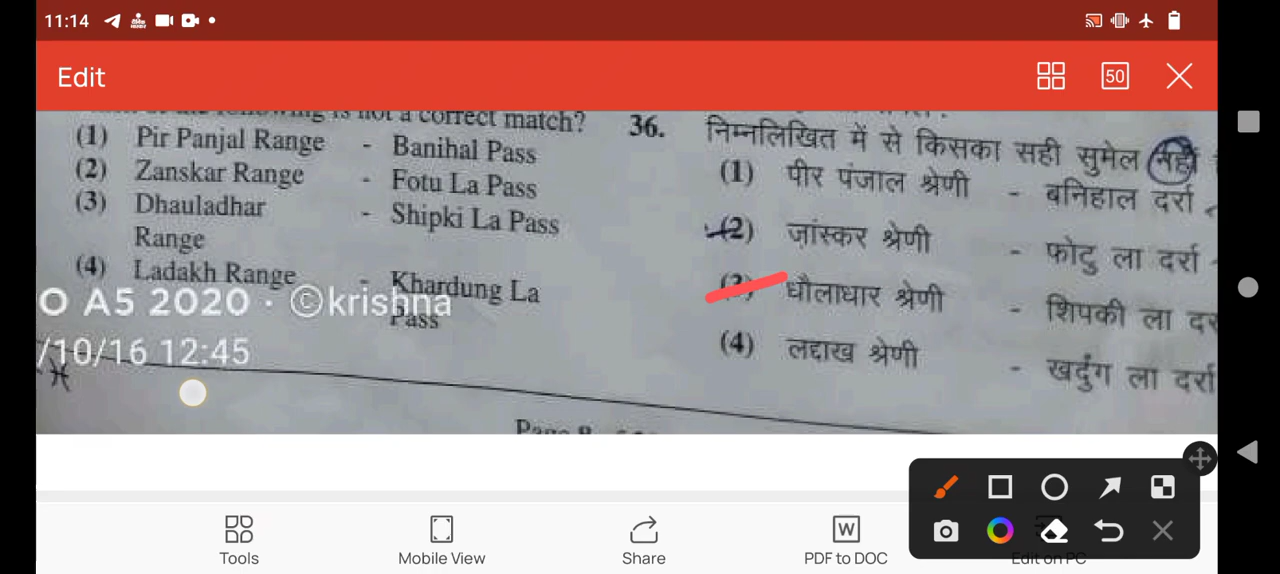 11:14
Edit
50
is not a correct match?
(1) Pir Panjal Range - Banihal Pass
(2) Zanskar Range - Fotu La Pass
(3) Dhauladhar Range - Shipki La Pass
(4) Ladakh Range - Khardung La Pass
36. निम्नलिखित में से किसका सही सुमेल नहीं
(1) पीर पंजाल श्रेणी - बनिहाल दर्रा
(2) ज़ांस्कर श्रेणी - फोटु ला दर्रा
(3) धौलाधार श्रेणी - शिपकी ला
(4) लद्दाख श्रेणी - खर्दुंग ला दर्रा
O A5 2020 · ©krishna
/10/16 12:45
Tools
Mobile View
Share
W
PDF to DOC
Edit on PC